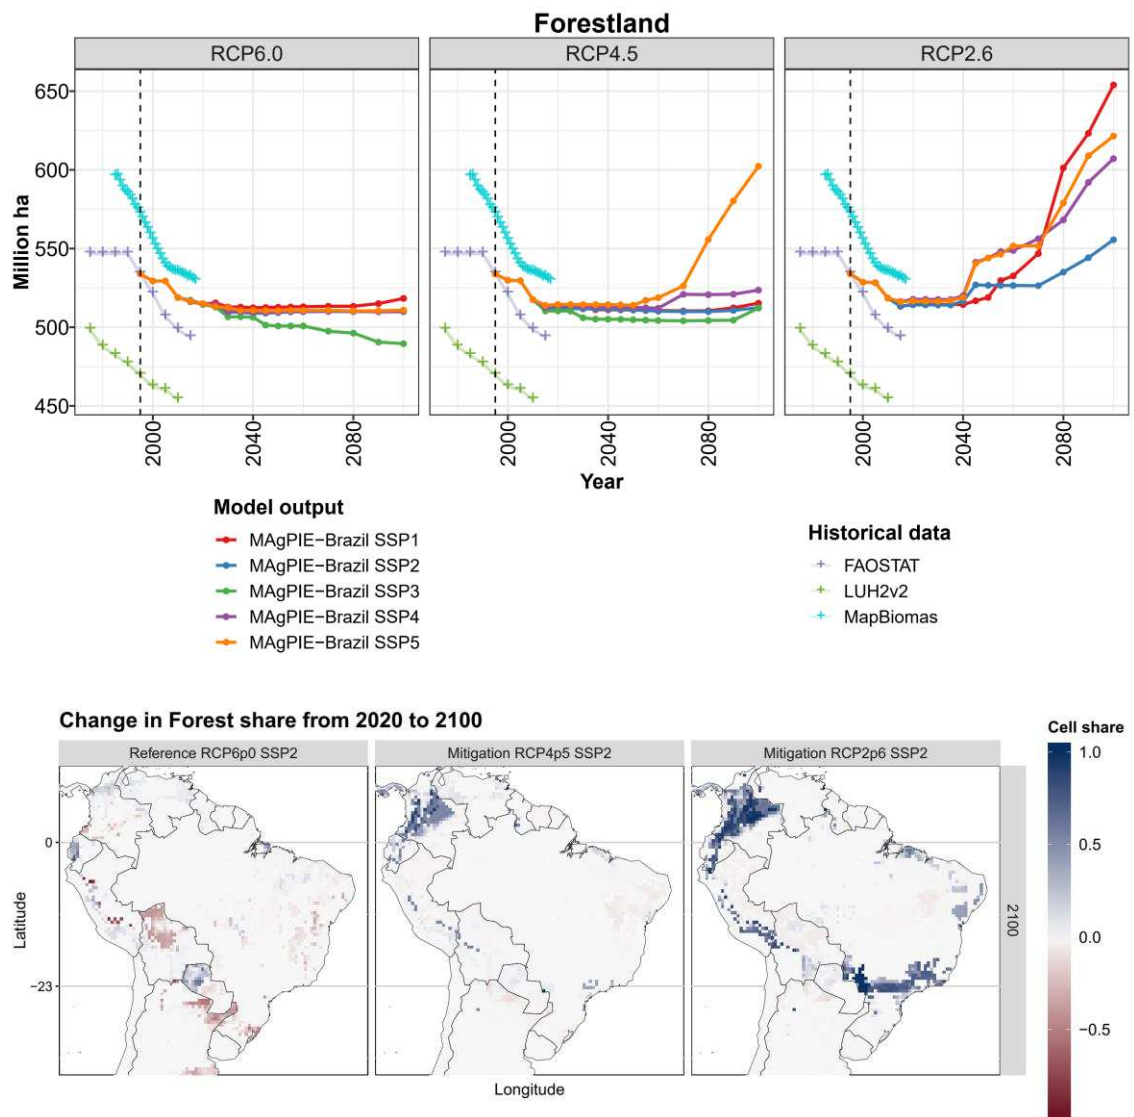 Forestland
RCP6.0 RCP4.5 RCP2.6
Million ha
650
600
550
500
450
2000 2040 2080 2000 2040 2080 2000 2040 2080
Year
Model output
MAgPIE−Brazil SSP1
MAgPIE−Brazil SSP2
MAgPIE−Brazil SSP3
MAgPIE−Brazil SSP4
MAgPIE−Brazil SSP5
Historical data
FAOSTAT
LUH2v2
MapBiomas
Change in Forest share from 2020 to 2100
Reference RCP6p0 SSP2 Mitigation RCP4p5 SSP2 Mitigation RCP2p6 SSP2
Latitude
0
−23
2100
Longitude
Cell share
1.0
0.5
0.0
−0.5